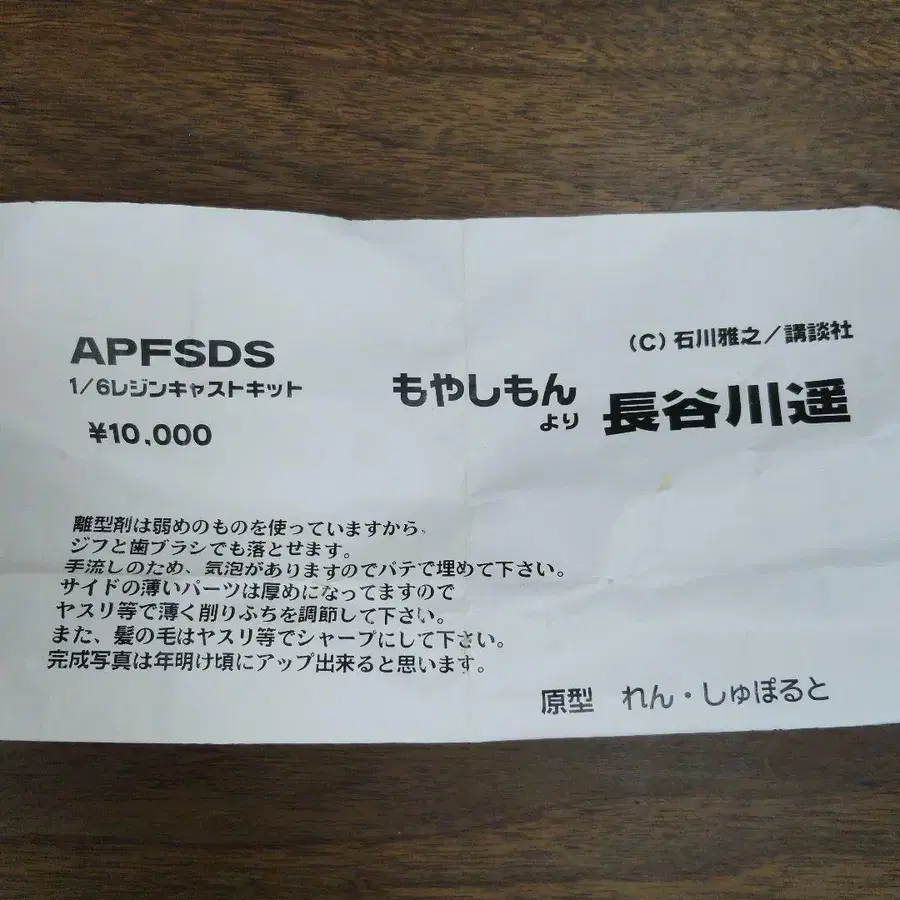 APFSDS
1/6レジンキャストキット
¥10,000
(C)石川雅之/講談社
もやしもん
より
長谷川遥
離型剤は弱めのものを使っていますから、
ジフと歯ブラシでも落とせます。
手流しのため、気泡がありますのでパテで埋めて下さい。
サイドの薄いパーツは厚めになってますので
ヤスリ等で薄く削りふちを調節して下さい。
また、髪の毛はヤスリ等でシャープにして下さい。
完成写真は年明け頃にアップ出来ると思います。
原型　れん・しゅぽると